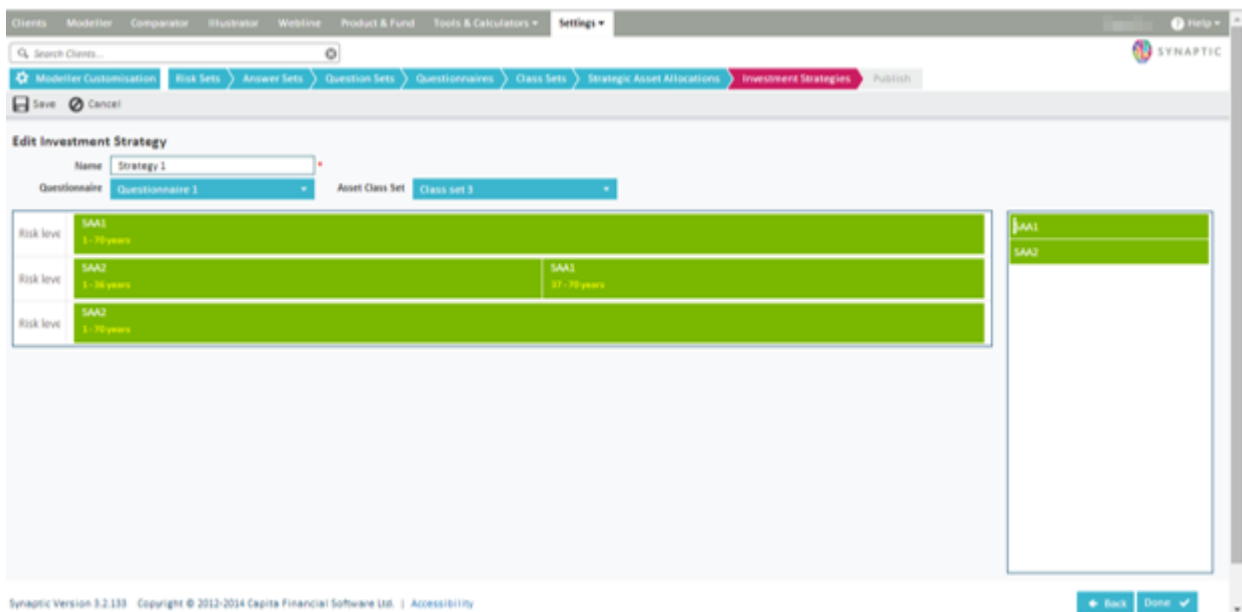 Clients Modeller Comparator Illustrator Webline Product & Fund Tools & Calculators Settings Help
Search Clients... SYNAPTIC
Modeller Customisation Risk Sets Answer Sets Question Sets Questionnaires Class Sets Strategic Asset Allocations Investment Strategies Publish
Save Cancel
Edit Investment Strategy
Name Strategy 1 *
Questionnaire Questionnaire 1 Asset Class Set Class set 3
Risk leve SAA1
1 - 70 years
Risk leve SAA2 SAA1
1 - 36 years 37 - 70 years
Risk leve SAA2
1 - 70 years
SAA1
SAA2
Synaptic Version 3.2.133 Copyright © 2012-2014 Capita Financial Software Ltd. | Accessibility
Back Done